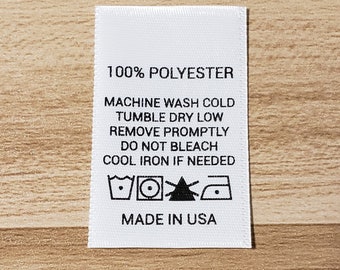 100% POLYESTER
MACHINE WASH COLD
TUMBLE DRY LOW
REMOVE PROMPTLY
DO NOT BLEACH
COOL IRON IF NEEDED
MADE IN USA